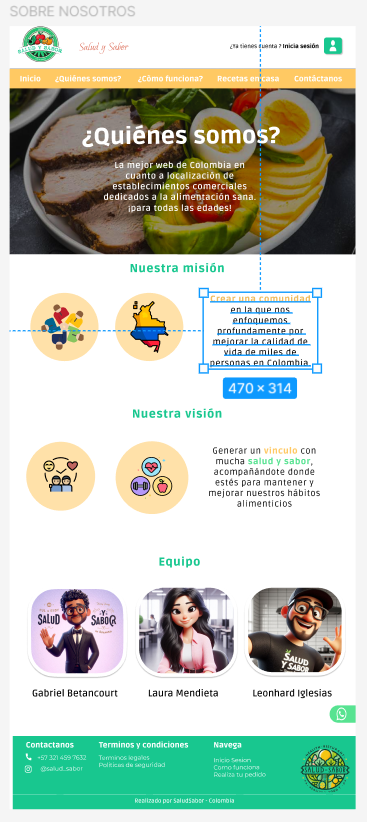 SOBRE NOSOTROS
SALUD Y SABOR
Salud y Saber
¿Ya tienes cuenta ? Inicia sesión
Inicio ¿Quiénes somos? ¿Cómo funciona? Recetas en casa Contáctanos
¿Quiénes somos?
La mejor web de Colombia en
cuanto a localización de
establecimientos comerciales
dedicados a la alimentación sana.
¡para todas las edades!
Nuestra misión
Crear una comunidad
en la que nos
enfoquemos
profundamente por
mejorar la calidad de
vida de miles de
personas en Colombia
470 × 314
Nuestra visión
Generar un vinculo con
mucha salud y sabor,
acompañándote donde
estés para mantener y
mejorar nuestros hábitos
alimenticios
Equipo
SALUD Y SABOR
SALUD
Y SABOR
Gabriel Betancourt Laura Mendieta Leonhard Iglesias
Contactanos Terminos y condiciones Navega
+57 321 459 7632 Terminos legales Inicio Sesion
@salud_sabor Politicas de seguridad Como funciona
Realiza tu pedido
SALUD-SABOR
Realizado por SaludSabor - Colombia